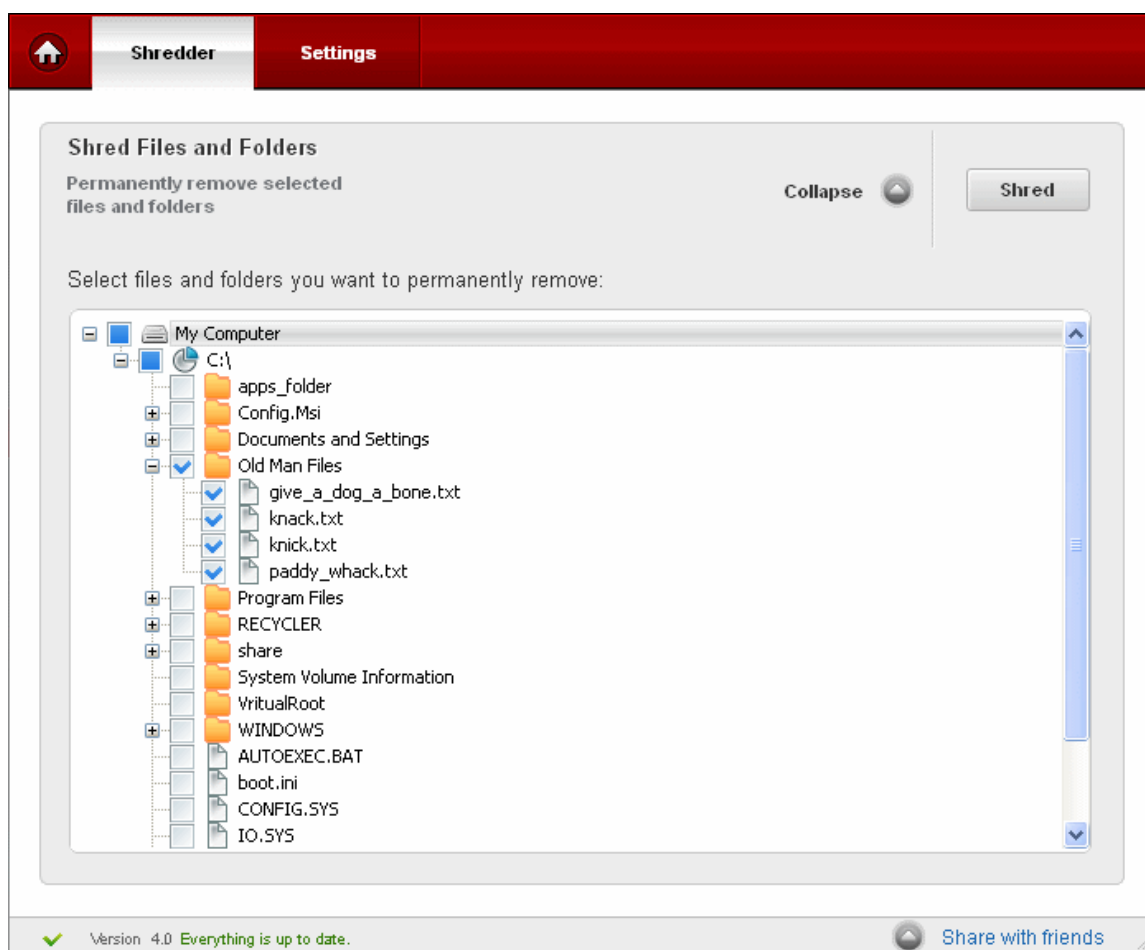 Shredder Settings
Shred Files and Folders
Permanently remove selected
files and folders
Collapse
Shred
Select files and folders you want to permanently remove:
My Computer
C:\
apps_folder
Config.Msi
Documents and Settings
Old Man Files
give_a_dog_a_bone.txt
knack.txt
knick.txt
paddy_whack.txt
Program Files
RECYCLER
share
System Volume Information
VritualRoot
WINDOWS
AUTOEXEC.BAT
boot.ini
CONFIG.SYS
IO.SYS
Version 4.0 Everything is up to date.
Share with friends